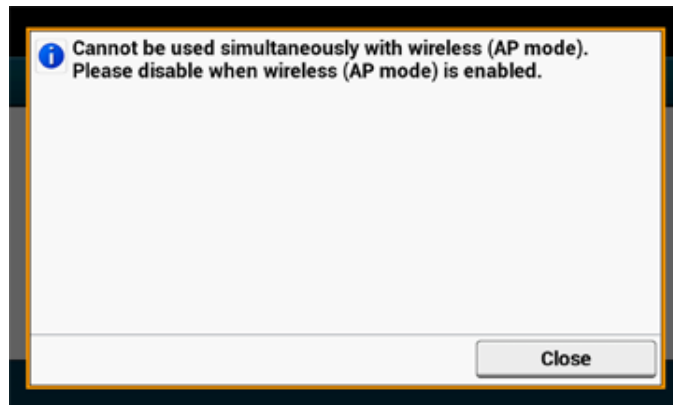 Cannot be used simultaneously with wireless (AP mode).
Please disable when wireless (AP mode) is enabled.
Close